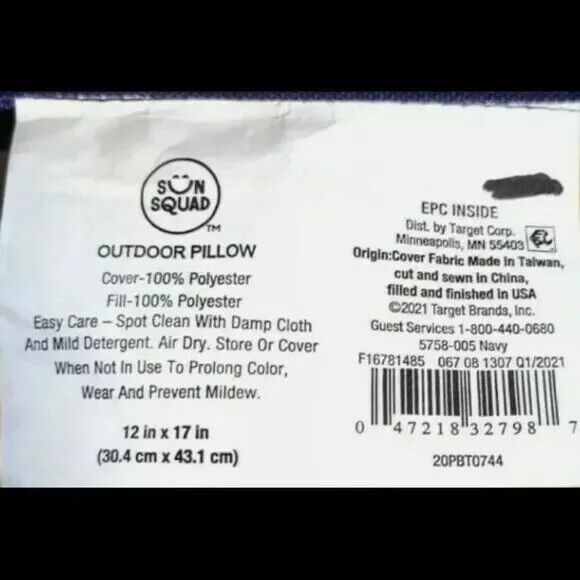 SUN
SQUAD
TM
OUTDOOR PILLOW
Cover-100% Polyester
Fill-100% Polyester
Easy Care – Spot Clean With Damp Cloth
And Mild Detergent. Air Dry. Store Or Cover
When Not In Use To Prolong Color,
Wear And Prevent Mildew.
12 in x 17 in
(30.4 cm x 43.1 cm)
EPC INSIDE
Dist. by Target Corp.
Minneapolis, MN 55403
Origin:Cover Fabric Made in Taiwan,
cut and sewn in China,
filled and finished in USA
©2021 Target Brands, Inc.
Guest Services 1-800-440-0680
5758-005 Navy
F16781485 067 08 1307 Q1/2021
0 47218 32798 7
20PBT0744